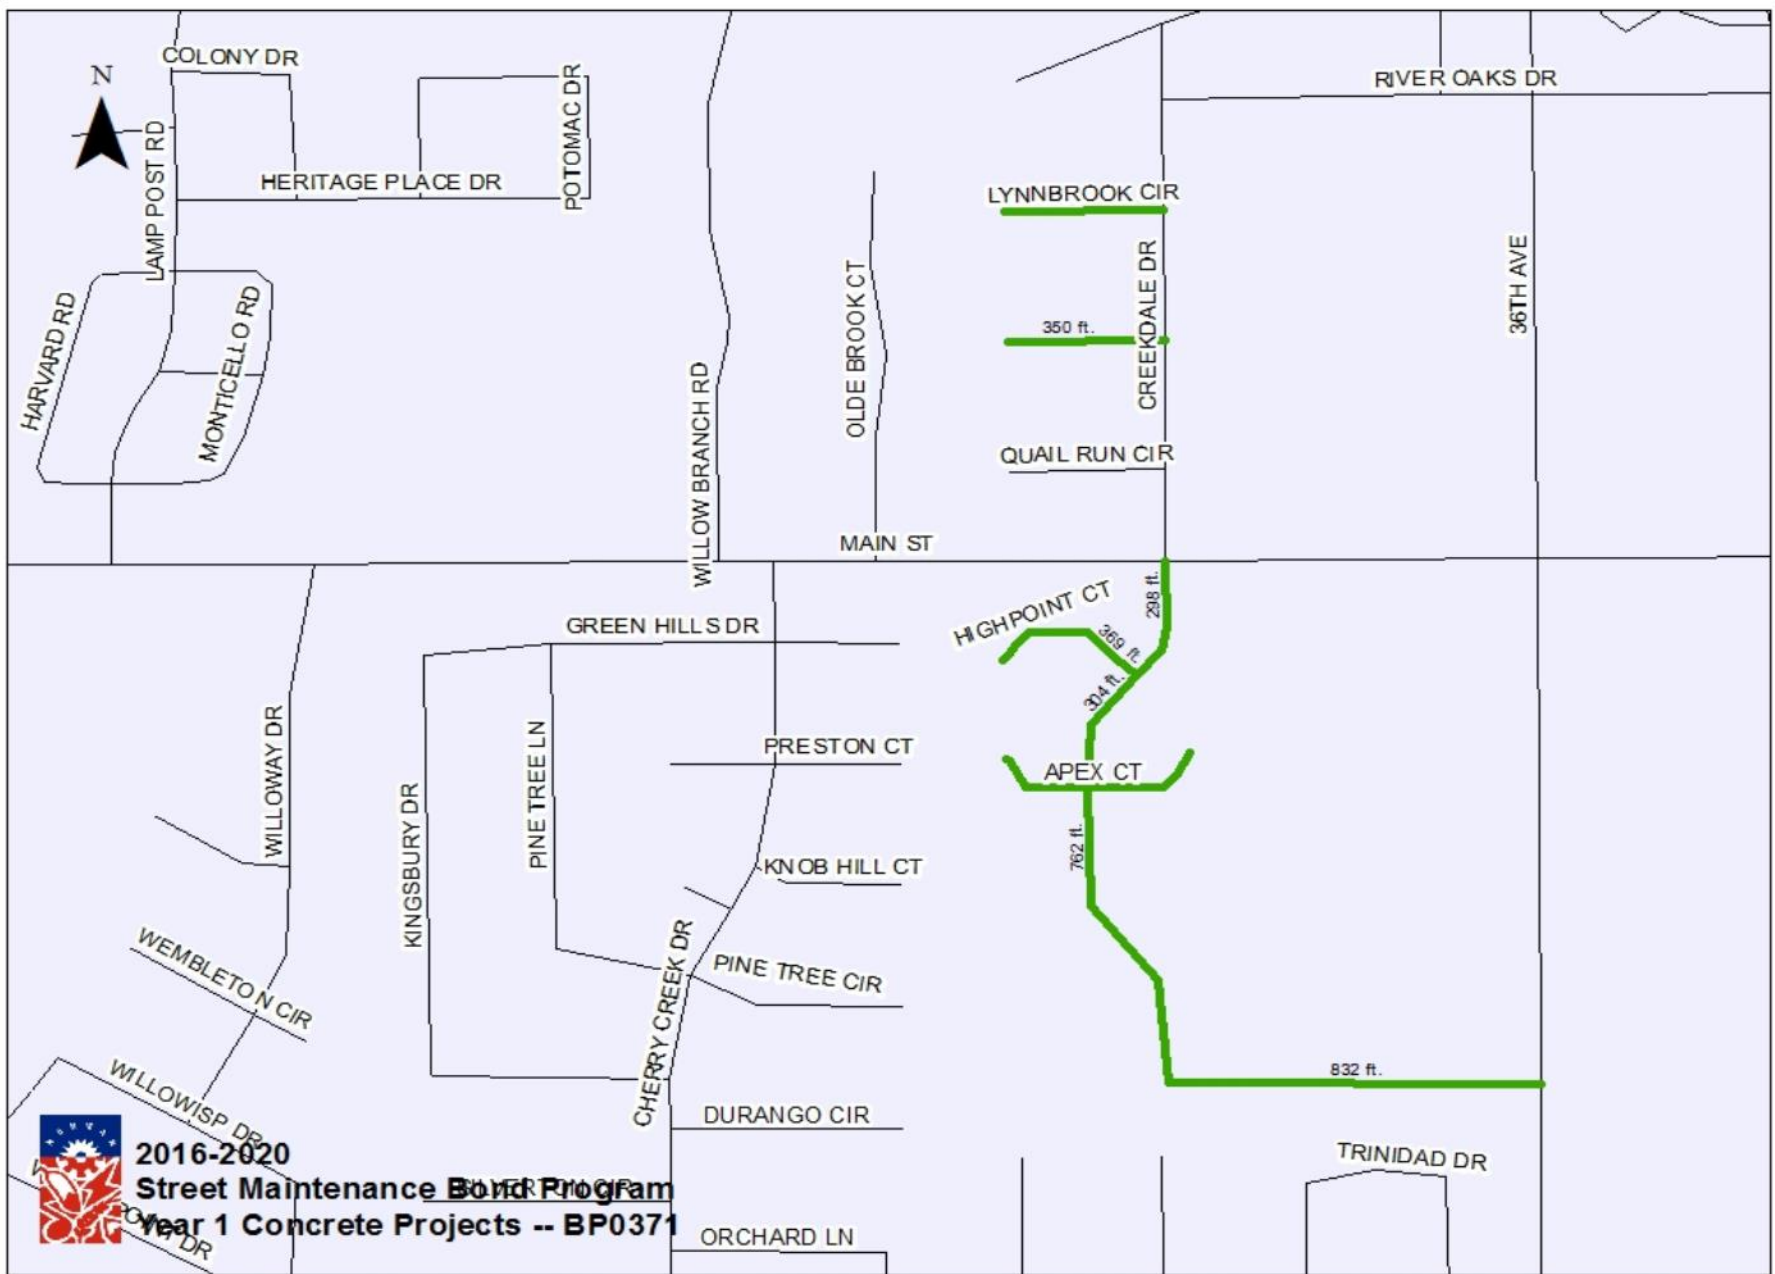 COLONY DR
N
RIVER OAKS DR
POTOMAC DR
LAMP POST RD
HERITAGE PLACE DR
LYNNBROOK CIR
CREEKDALE DR
36TH AVE
OLDE BROOK CT
HARVARD RD
MONTICELLO RD
350 ft.
WILLOW BRANCH RD
QUAIL RUN CIR
MAIN ST
298 ft.
HIGHPOINT CT
369 ft.
GREEN HILLS DR
304 ft.
WILLOWAY DR
PINE TREE LN
PRESTON CT
APEX CT
KINGSBURY DR
762 ft.
KNOB HILL CT
WEMBLETON CIR
CHERRY CREEK DR
PINE TREE CIR
832 ft.
WILLOWISP DR
DURANGO CIR
TRINIDAD DR
NORMAN
2016-2020
Street Maintenance Bond Program
SILVERTON CIR
Year 1 Concrete Projects -- BP0371
ORCHARD LN
DR